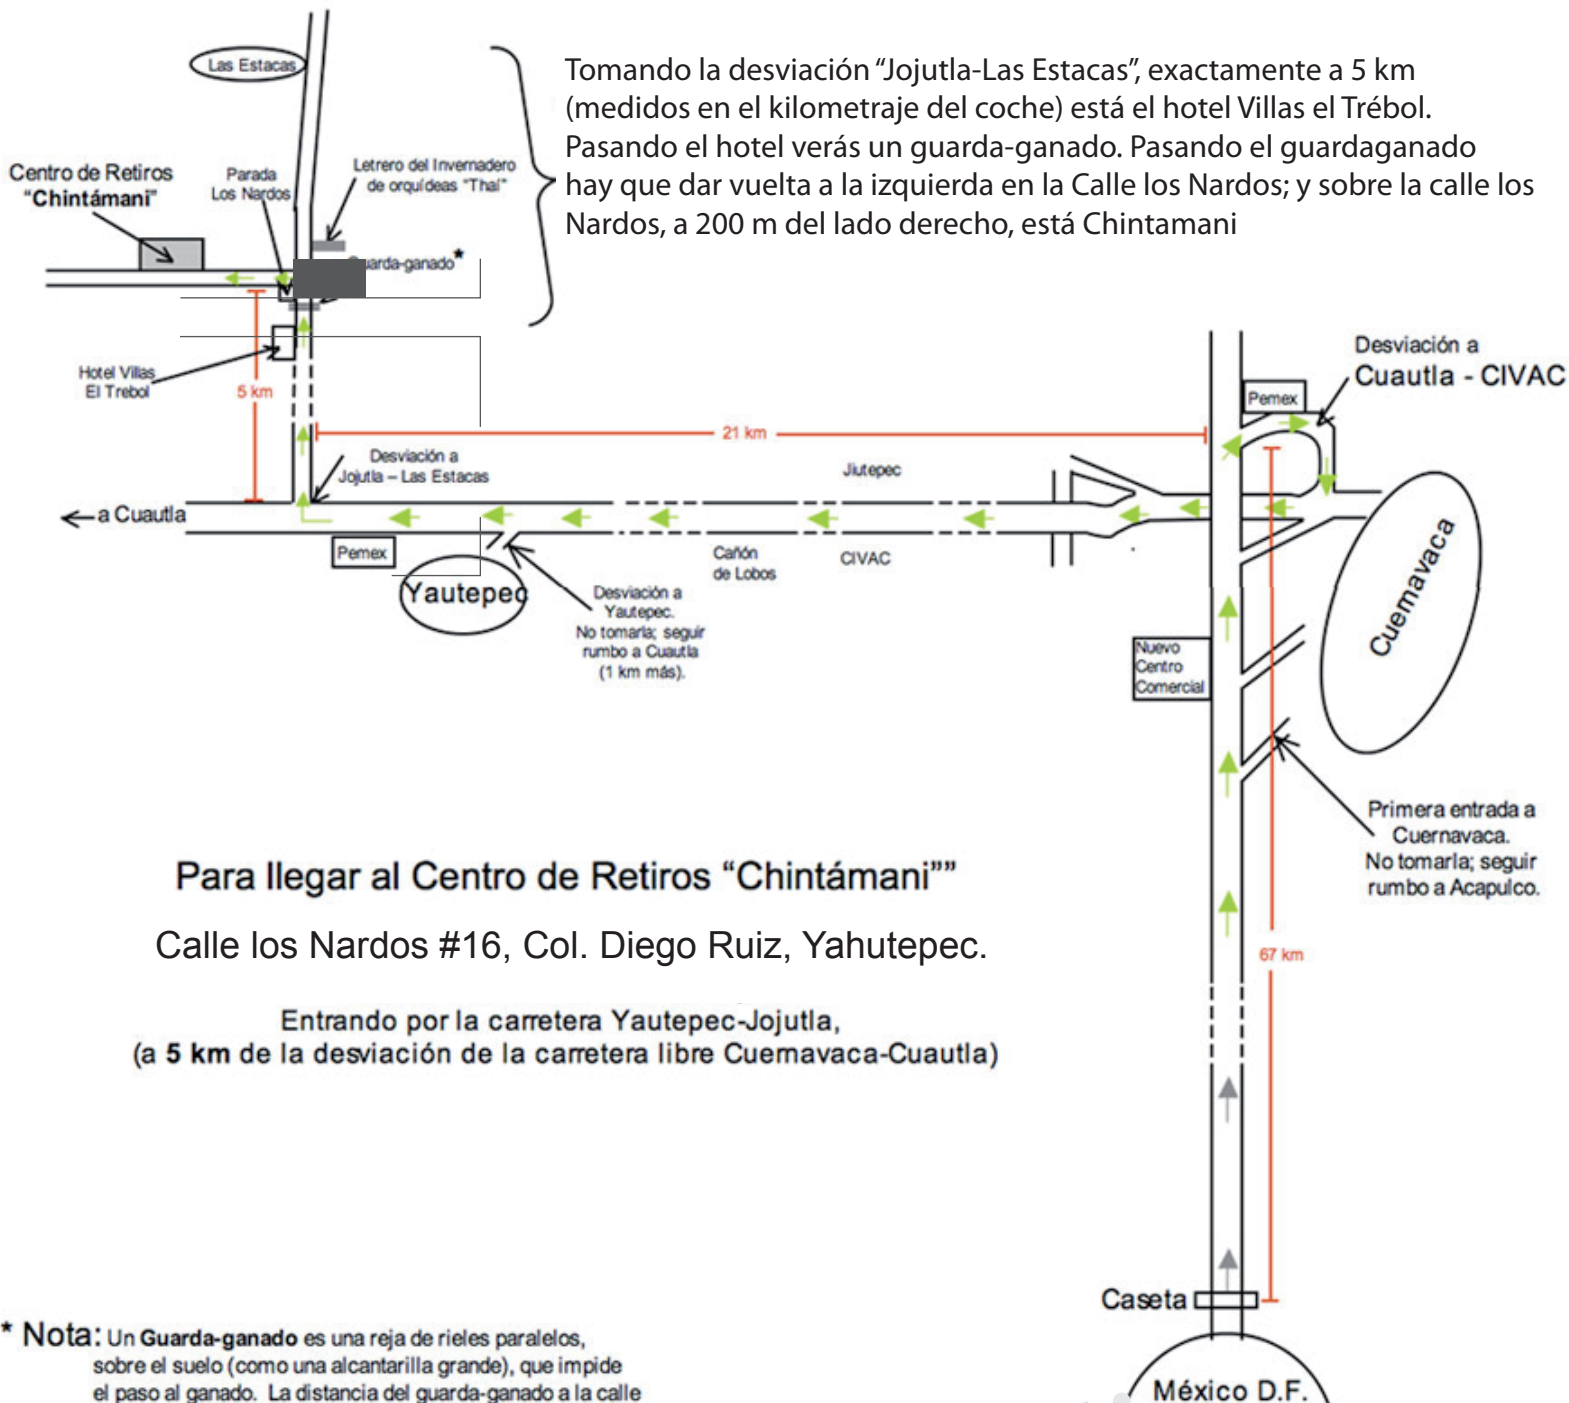 Las Estacas
Tomando la desviación “Jojutla-Las Estacas”, exactamente a 5 km
(medidos en el kilometraje del coche) está el hotel Villas el Trébol.
Pasando el hotel verás un guarda-ganado. Pasando el guardaganado
hay que dar vuelta a la izquierda en la Calle los Nardos; y sobre la calle los
Nardos, a 200 m del lado derecho, está Chintamani
Centro de Retiros
“Chintámani”
Parada
Los Nardos
Letrero del Invernadero
de orquídeas “Thai”
uarda-ganado*
Hotel Villas
El Trebol
5 km
21 km
Desviación a
Cuautla - CIVAC
Pemex
Desviación a
Jojutla – Las Estacas
Jiutepec
a Cuautla
Pemex
Yautepec
Desviación a
Yautepec.
No tomarla; seguir
rumbo a Cuautla
(1 km más).
Cañón
de Lobos
CIVAC
Cuernavaca
Nuevo
Centro
Comercial
Primera entrada a
Cuernavaca.
No tomarla; seguir
rumbo a Acapulco.
67 km
Para llegar al Centro de Retiros “Chintámani””
Calle los Nardos #16, Col. Diego Ruiz, Yahutepec.
Entrando por la carretera Yautepec-Jojutla,
(a 5 km de la desviación de la carretera libre Cuernavaca-Cuautla)
Caseta
México D.F.
* Nota: Un Guarda-ganado es una reja de rieles paralelos,
sobre el suelo (como una alcantarilla grande), que impide
el paso al ganado. La distancia del guarda-ganado a la calle